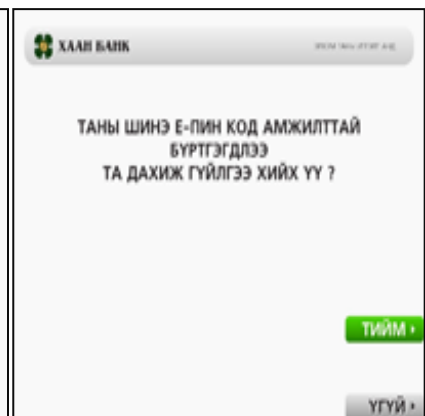 ХААН БАНК
ТАНЫ ШИНЭ Е-ПИН КОД АМЖИЛТТАЙ
БҮРТГЭГДЛЭЭ
ТА ДАХИЖ ГҮЙЛГЭЭ ХИЙХ ҮҮ ?
ТИЙМ
ҮГҮЙ